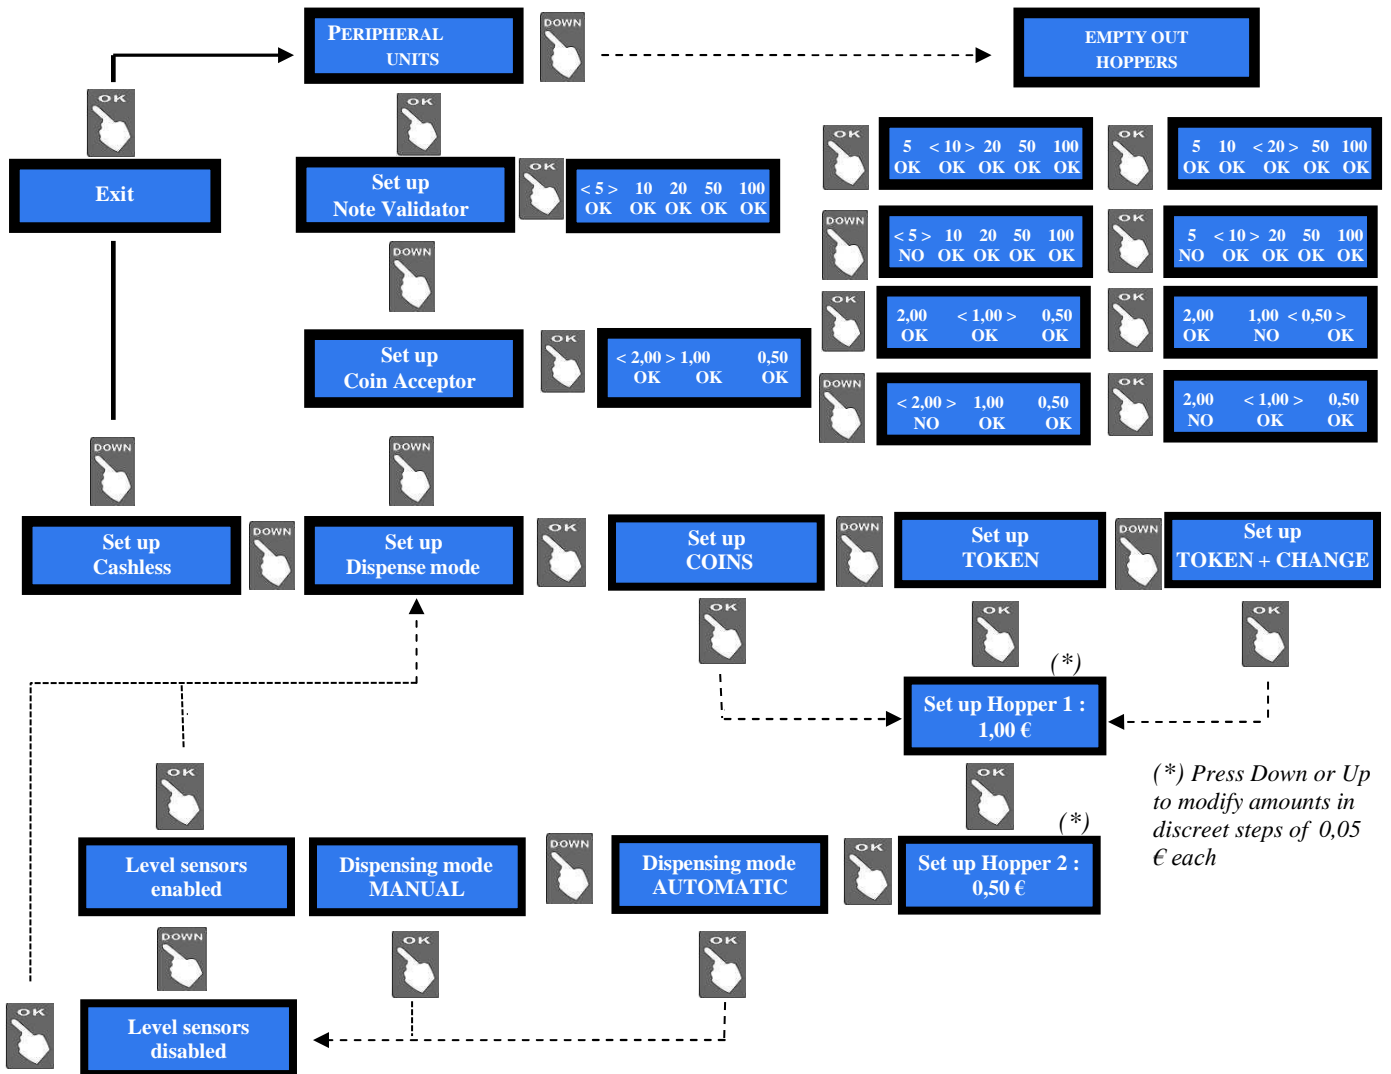 PERIPHERAL
UNITS
DOWN
EMPTY OUT
HOPPERS
OK
OK
Exit
Set up
Note Validator
OK
< 5 > 10 20 50 100
OK OK OK OK OK
OK
5 < 10 > 20 50 100
OK OK OK OK OK
OK
5 10 < 20 > 50 100
OK OK OK OK OK
DOWN
< 5 > 10 20 50 100
NO OK OK OK OK
OK
5 < 10 > 20 50 100
NO OK OK OK OK
DOWN
Set up
Coin Acceptor
OK
< 2,00 > 1,00 0,50
OK OK OK
OK
2,00 < 1,00 > 0,50
OK OK OK
OK
2,00 1,00 < 0,50 >
OK NO OK
DOWN
< 2,00 > 1,00 0,50
NO OK OK
OK
2,00 < 1,00 > 0,50
NO OK OK
DOWN
DOWN
Set up
Cashless
DOWN
Set up
Dispense mode
OK
Set up
COINS
DOWN
Set up
TOKEN
DOWN
Set up
TOKEN + CHANGE
OK
OK
OK
(*)
Set up Hopper 1 :
1,00 €
(*) Press Down or Up
to modify amounts in
discreet steps of 0,05
€ each
OK
OK
(*)
Level sensors
enabled
Dispensing mode
MANUAL
DOWN
Dispensing mode
AUTOMATIC
OK
Set up Hopper 2 :
0,50 €
DOWN
OK
OK
OK
Level sensors
disabled